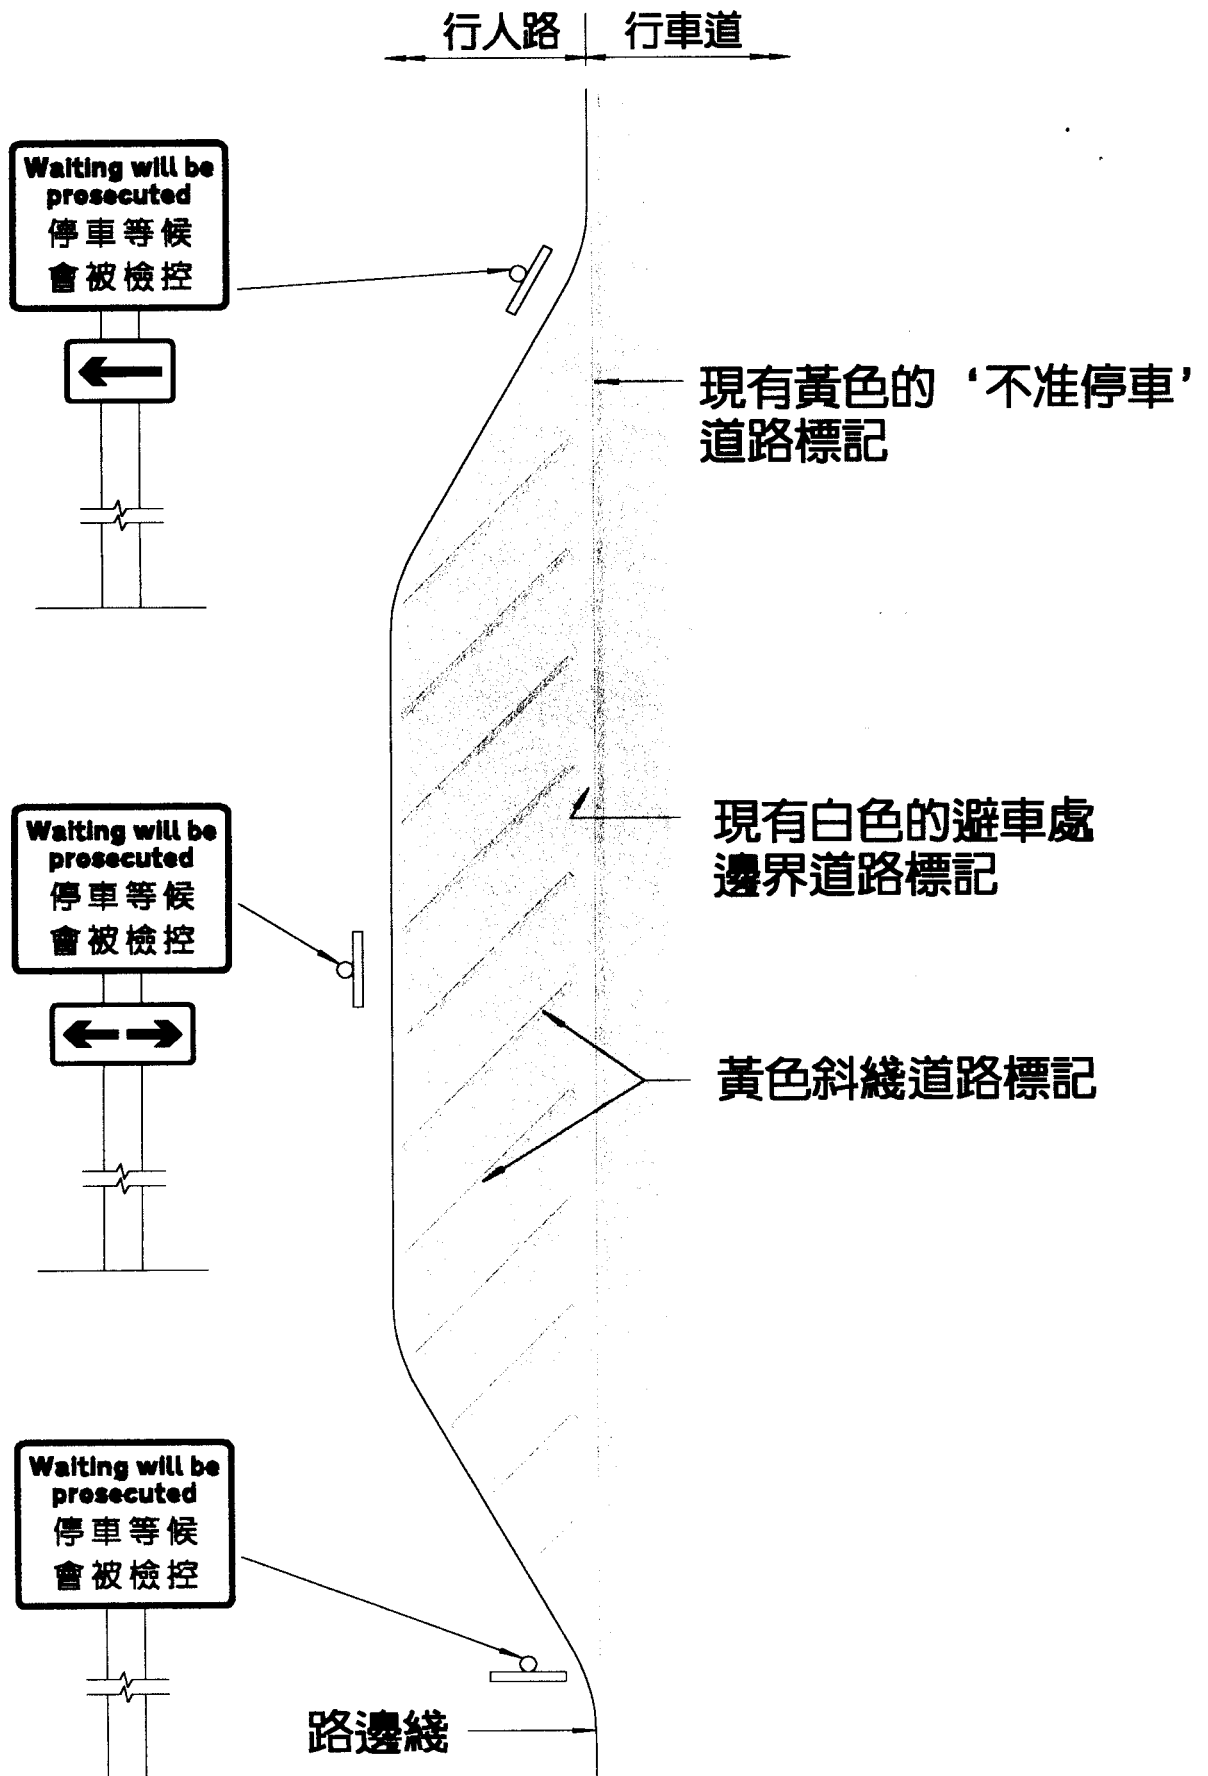 行人路
行車道
Waiting will be
prosecuted
停車等候
會被檢控
現有黃色的‘不准停車’
道路標記
Waiting will be
prosecuted
停車等候
會被檢控
現有白色的避車處
邊界道路標記
黃色斜綫道路標記
Waiting will be
prosecuted
停車等候
會被檢控
路邊綫